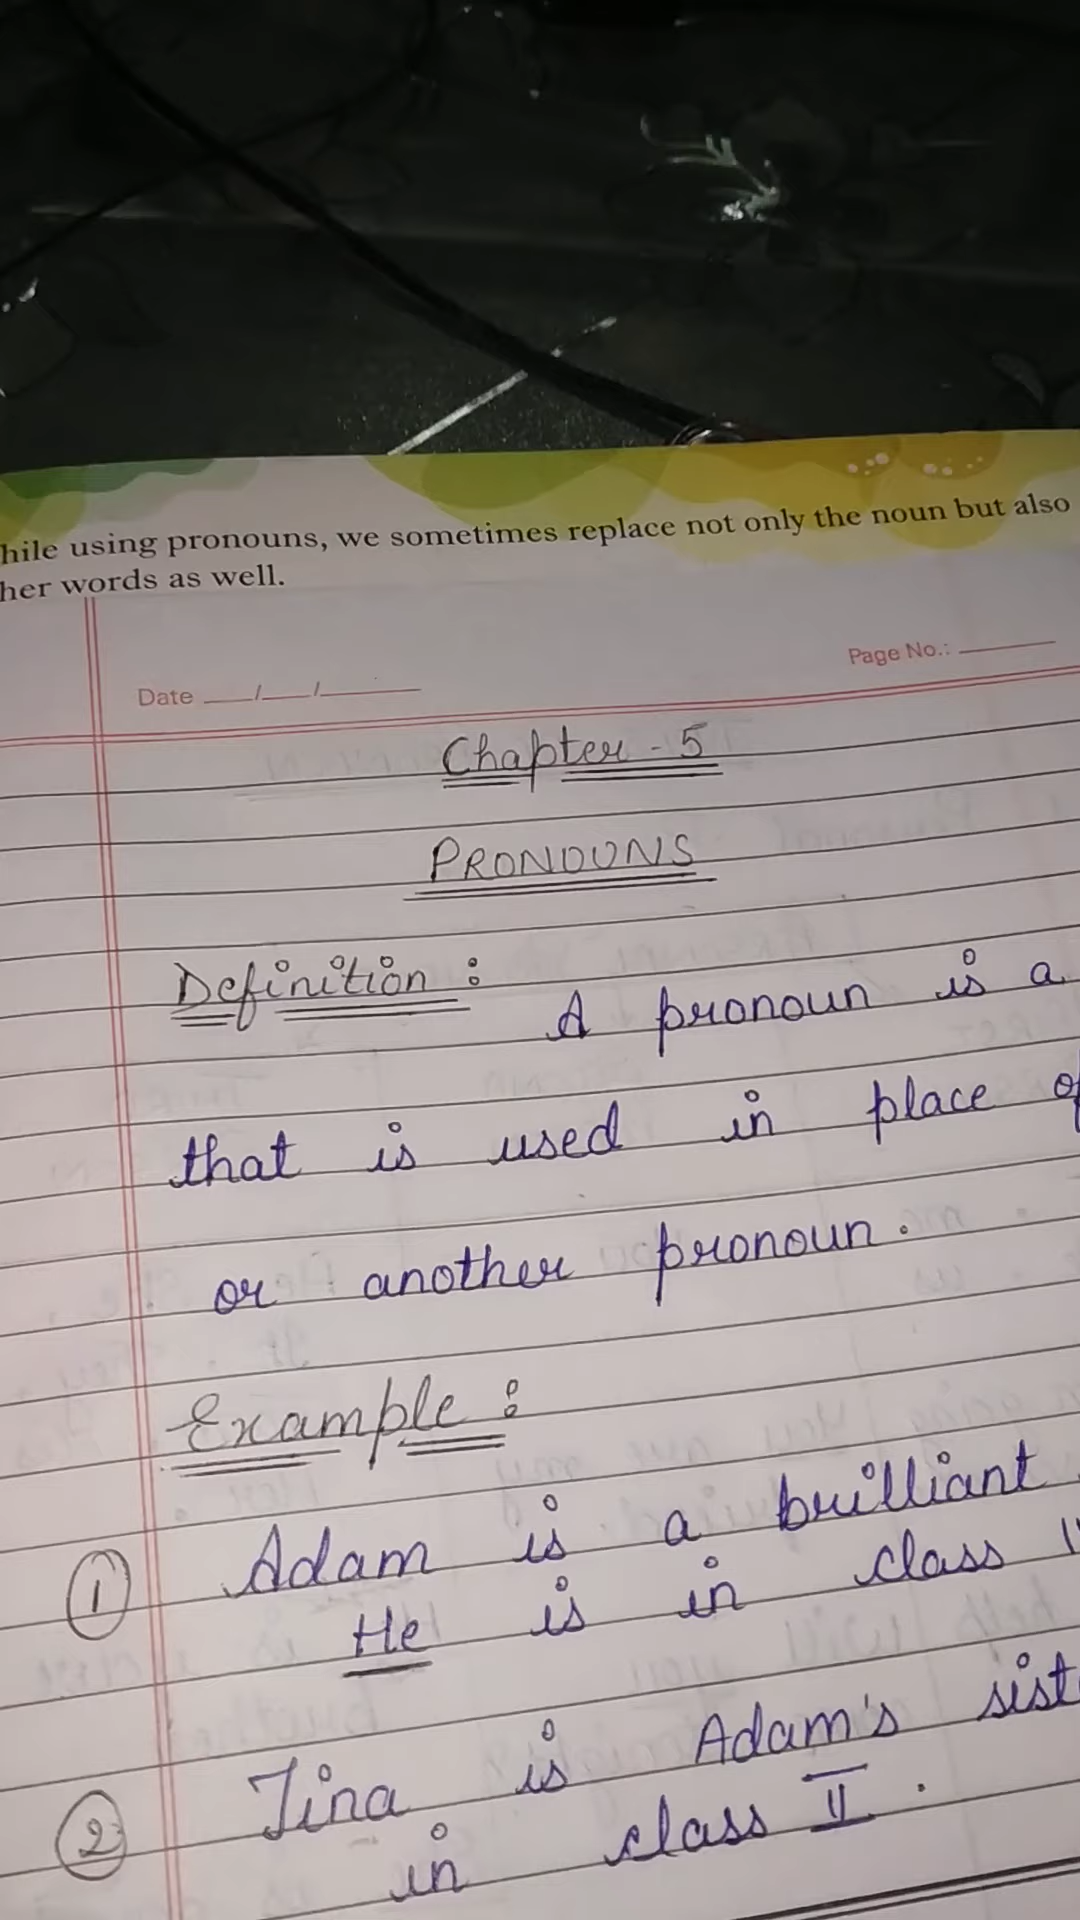 hile using pronouns, we sometimes replace not only the noun but also
her words as well.
Page No.:
Date / /
Chapter - 5
PRONOUNS
Definition :
A pronoun is a
that is used in place of
or another pronoun.
Example :
① Adam is a brilliant
He is in class
② Tina is Adam's sist
in class II.